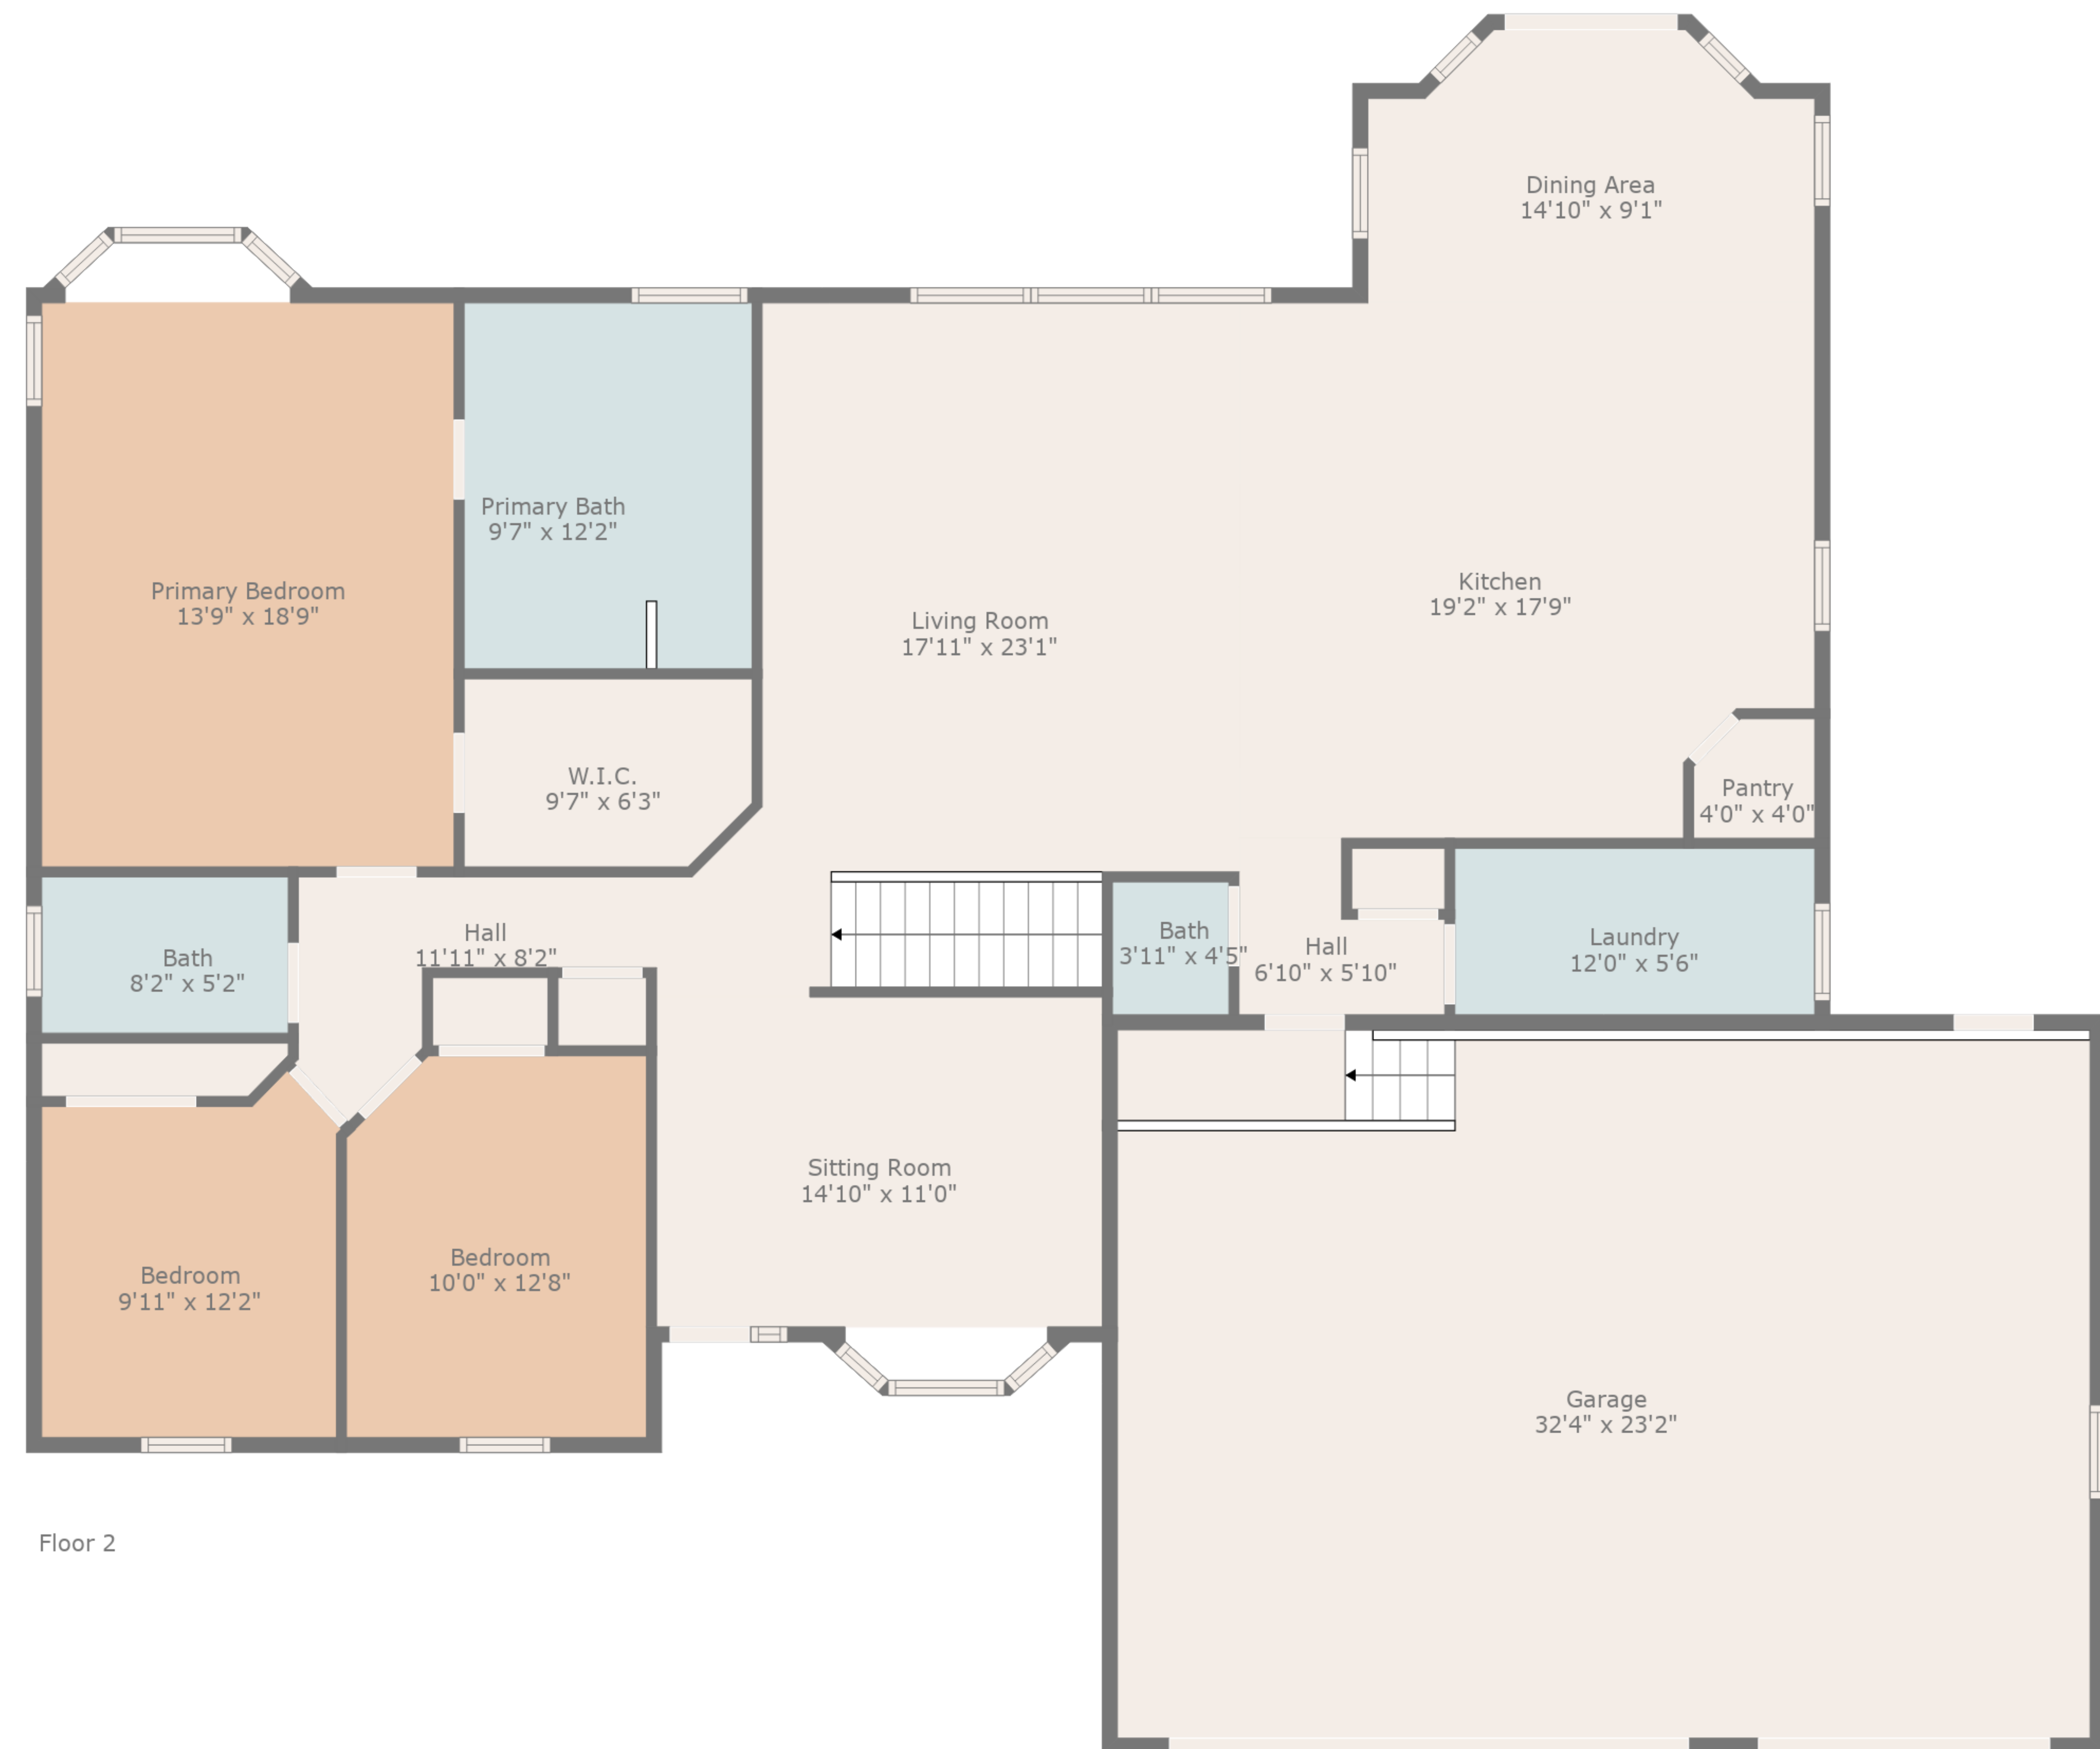 Dining Area
14'10" x 9'1"
Primary Bath
9'7" x 12'2"
Primary Bedroom
13'9" x 18'9"
Living Room
17'11" x 23'1"
Kitchen
19'2" x 17'9"
W.I.C.
9'7" x 6'3"
Pantry
4'0" x 4'0"
Hall
11'11" x 8'2"
Bath
8'2" x 5'2"
Bath
3'11" x 4'5"
Hall
6'10" x 5'10"
Laundry
12'0" x 5'6"
Sitting Room
14'10" x 11'0"
Bedroom
9'11" x 12'2"
Bedroom
10'0" x 12'8"
Garage
32'4" x 23'2"
Floor 2